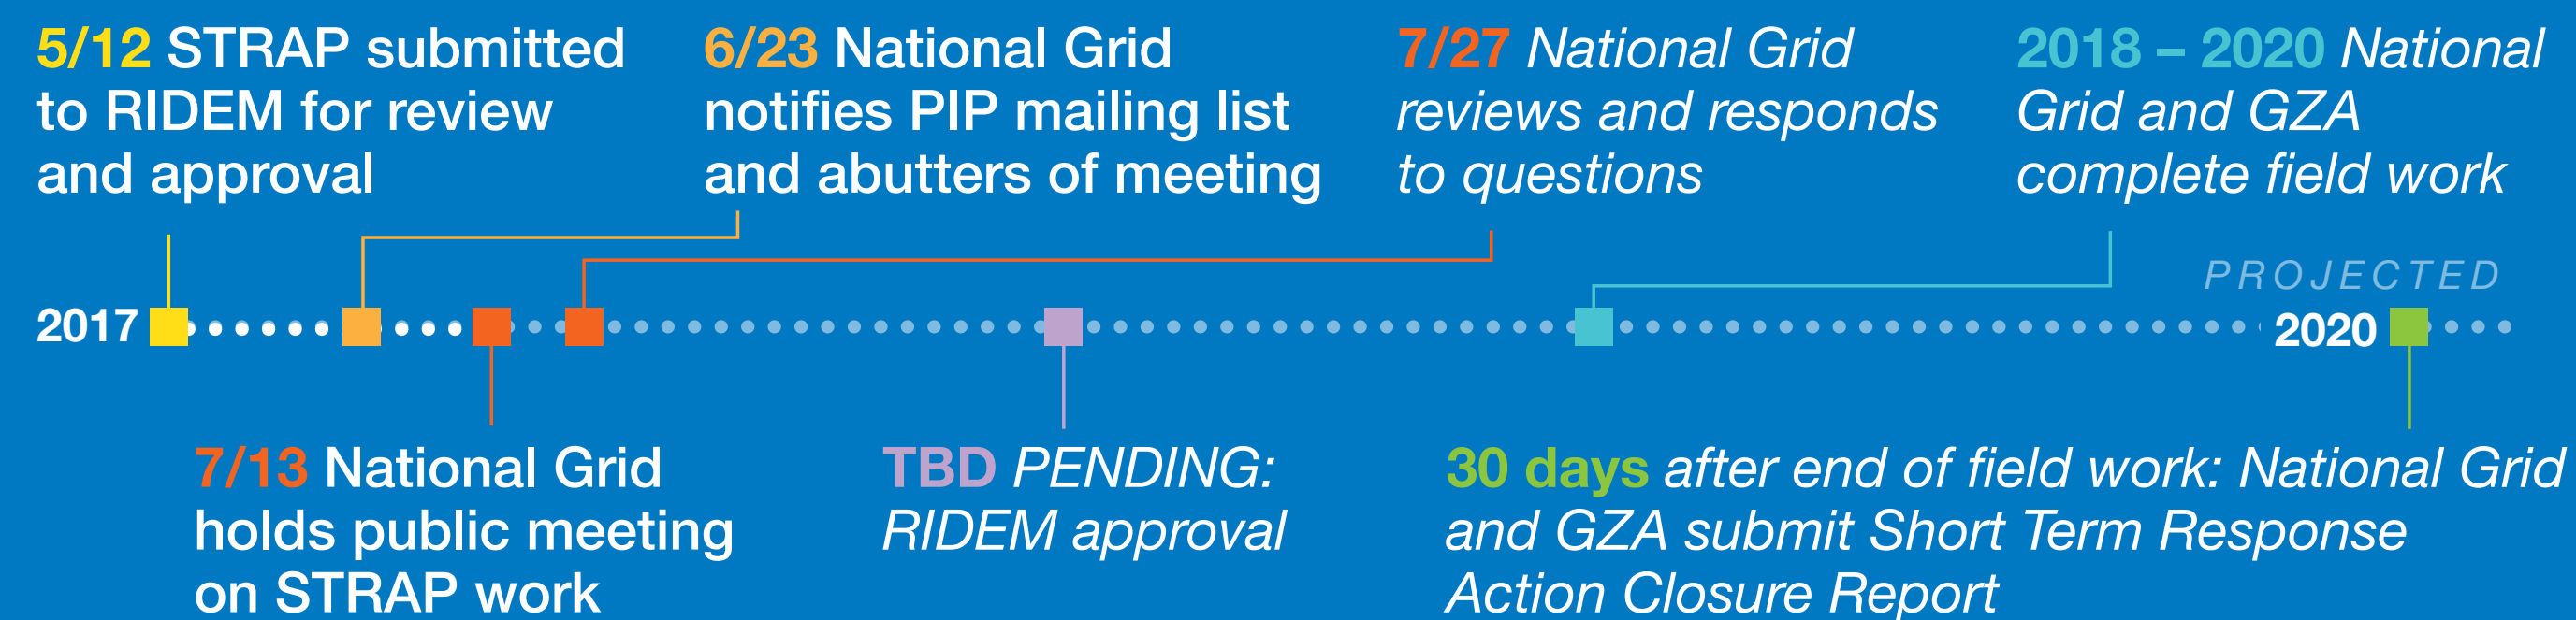 5/12 STRAP submitted
to RIDEM for review
and approval
6/23 National Grid
notifies PIP mailing list
and abutters of meeting
7/27 National Grid
reviews and responds
to questions
2018 – 2020 National
Grid and GZA
complete field work
PROJECTED
2017
2020
7/13 National Grid
holds public meeting
on STRAP work
TBD PENDING:
RIDEM approval
30 days after end of field work: National Grid
and GZA submit Short Term Response
Action Closure Report